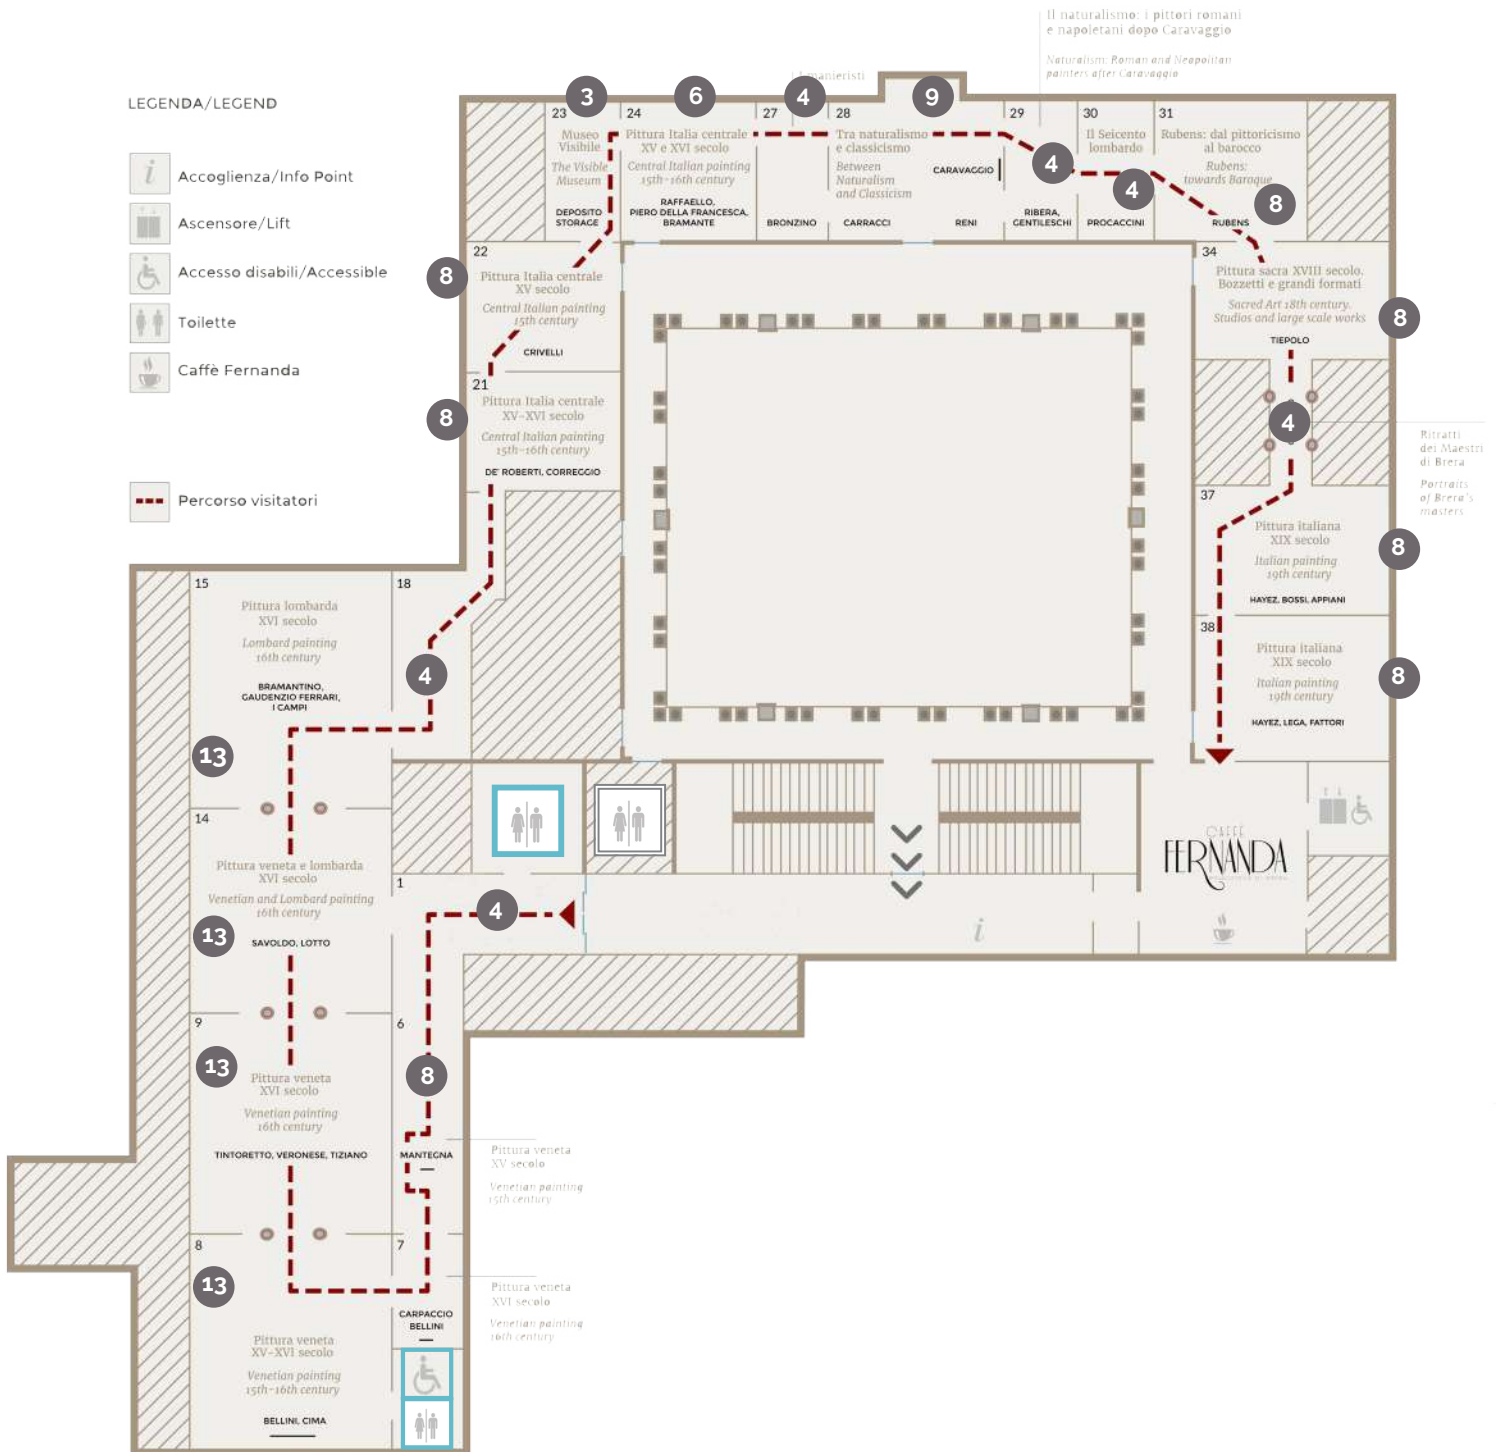 Il naturalismo: i pittori romani
e napoletani dopo Caravaggio
Naturalism: Roman and Neapolitan
painters after Caravaggio
manieristi
LEGENDA/LEGEND
i
Accoglienza/Info Point
Ascensore/Lift
Accesso disabili/Accessible
Toilette
Caffè Fernanda
Percorso visitatori
3
6
4
9
23
Museo
Visibile
The Visible
Museum
DEPOSITO
STORAGE
24
Pittura Italia centrale
XV e XVI secolo
Central Italian painting
15th-16th century
RAFFAELLO,
PIERO DELLA FRANCESCA,
BRAMANTE
27
BRONZINO
28
Tra naturalismo
e classicismo
Between
Naturalism
and Classicism
CARAVAGGIO
CARRACCI
RENI
29
4
RIBERA,
GENTILESCHI
30
Il Seicento
lombardo
4
PROCACCINI
31
Rubens: dal pittoricismo
al barocco
Rubens:
towards Baroque
8
RUBENS
22
8
Pittura Italia centrale
XV secolo
Central Italian painting
15th century
CRIVELLI
34
Pittura sacra XVIII secolo.
Bozzetti e grandi formati
Sacred Art 18th century.
Studios and large scale works
8
TIEPOLO
21
8
Pittura Italia centrale
XV-XVI secolo
Central Italian painting
15th-16th century
DE' ROBERTI, CORREGGIO
4
Ritratti
dei Maestri
di Brera
Portraits
of Brera's
masters
37
Pittura italiana
XIX secolo
8
Italian painting
19th century
HAYEZ, BOSSI, APPIANI
15
Pittura lombarda
XVI secolo
Lombard painting
16th century
BRAMANTINO,
GAUDENZIO FERRARI,
I CAMPI
13
18
4
38
Pittura italiana
XIX secolo
8
Italian painting
19th century
HAYEZ, LEGA, FATTORI
14
Pittura veneta e lombarda
XVI secolo
Venetian and Lombard painting
16th century
13
SAVOLDO, LOTTO
1
4
i
CAFFÈ
FERNANDA
9
13
Pittura veneta
XVI secolo
Venetian painting
16th century
TINTORETTO, VERONESE, TIZIANO
6
8
MANTEGNA
Pittura veneta
XV secolo
Venetian painting
15th century
8
13
Pittura veneta
XV-XVI secolo
Venetian painting
15th-16th century
BELLINI, CIMA
7
CARPACCIO
BELLINI
Pittura veneta
XVI secolo
Venetian painting
16th century